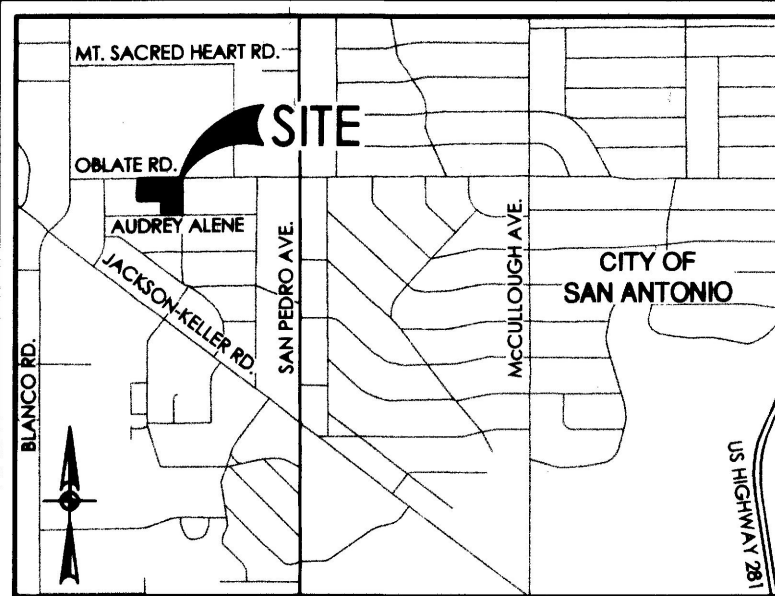 MT. SACRED HEART RD.
SITE
OBLATE RD.
AUDREY ALENE
JACKSON-KELLER RD.
SAN PEDRO AVE.
McCULLOUGH AVE.
CITY OF
SAN ANTONIO
BLANCO RD.
US HIGHWAY 281